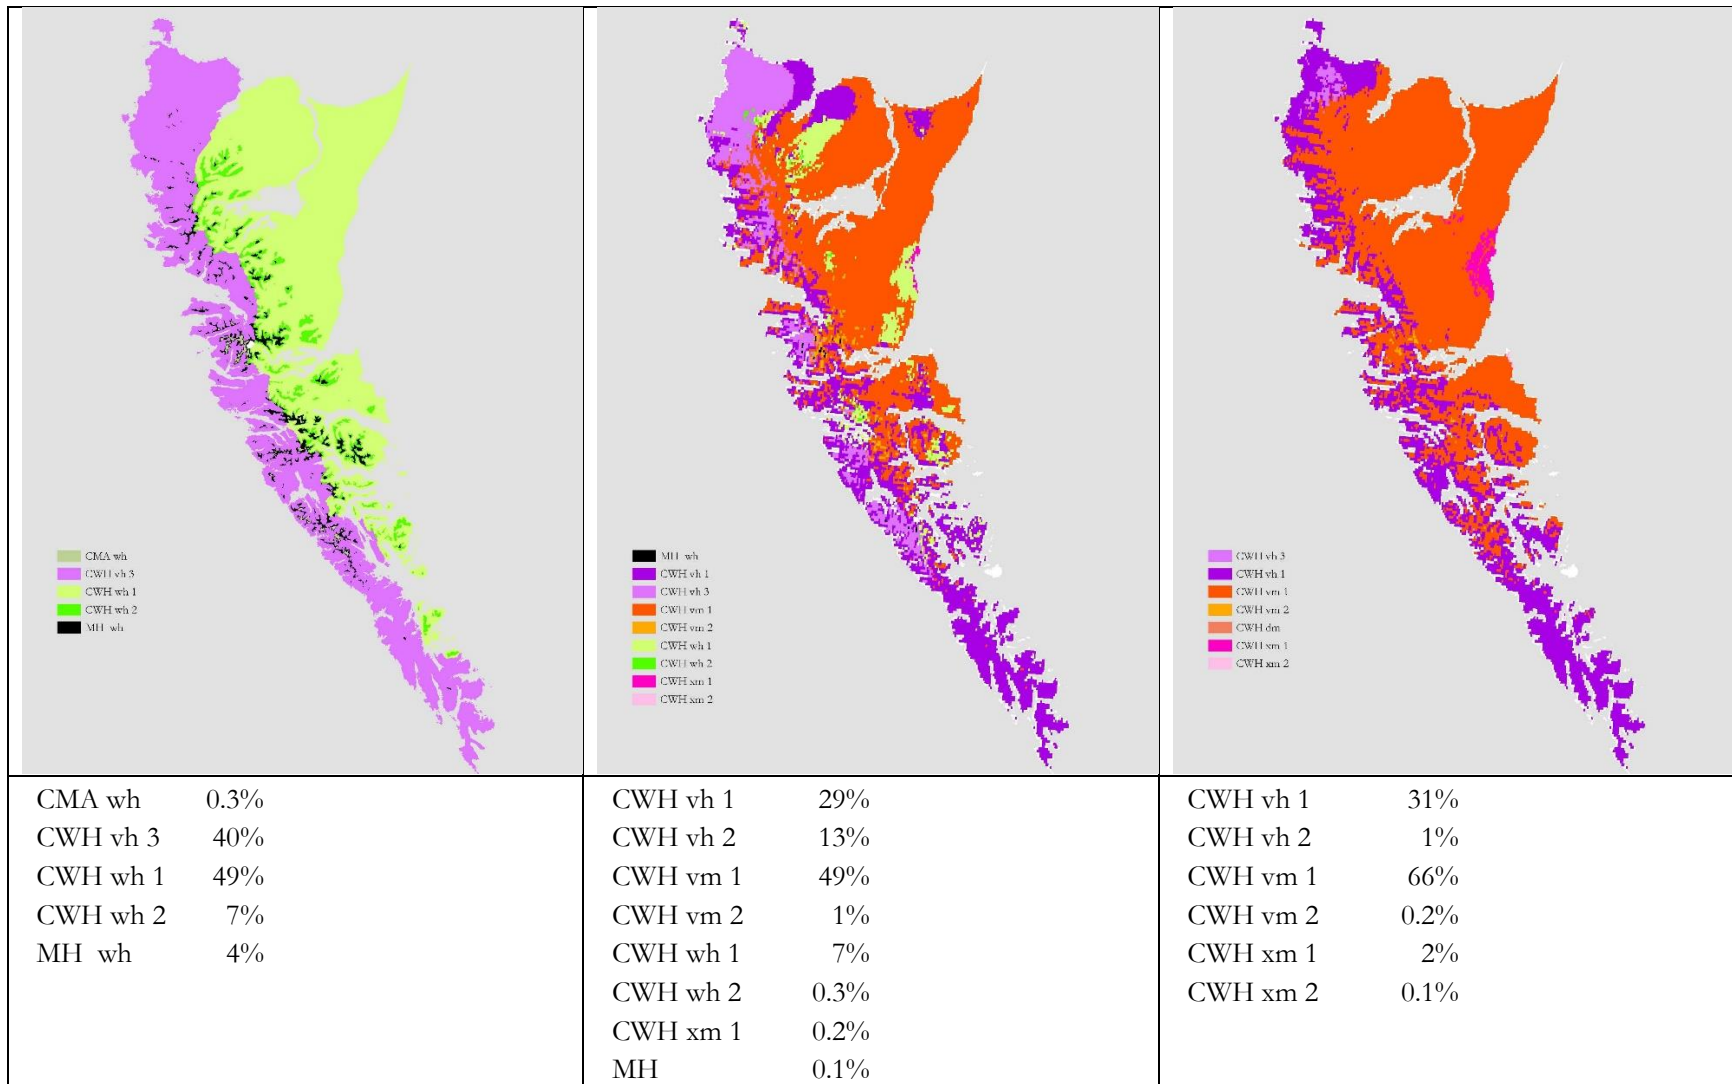 CMA wh
CWH vh 3
CWH wh 1
CWH wh 2
MH wh
MH wh
CWH vh 1
CWH vh 3
CWH vm 1
CWH vm 2
CWH wh 1
CWH wh 2
CWH xm 1
CWH xm 2
CWH vh 3
CWH vh 1
CWH vm 1
CWH vm 2
CWH dm
CWH xm 1
CWH xm 2
CMA wh 0.3%
CWH vh 3 40%
CWH wh 1 49%
CWH wh 2 7%
MH wh 4%
CWH vh 1 29%
CWH vh 2 13%
CWH vm 1 49%
CWH vm 2 1%
CWH wh 1 7%
CWH wh 2 0.3%
CWH xm 1 0.2%
MH 0.1%
CWH vh 1 31%
CWH vh 2 1%
CWH vm 1 66%
CWH vm 2 0.2%
CWH xm 1 2%
CWH xm 2 0.1%